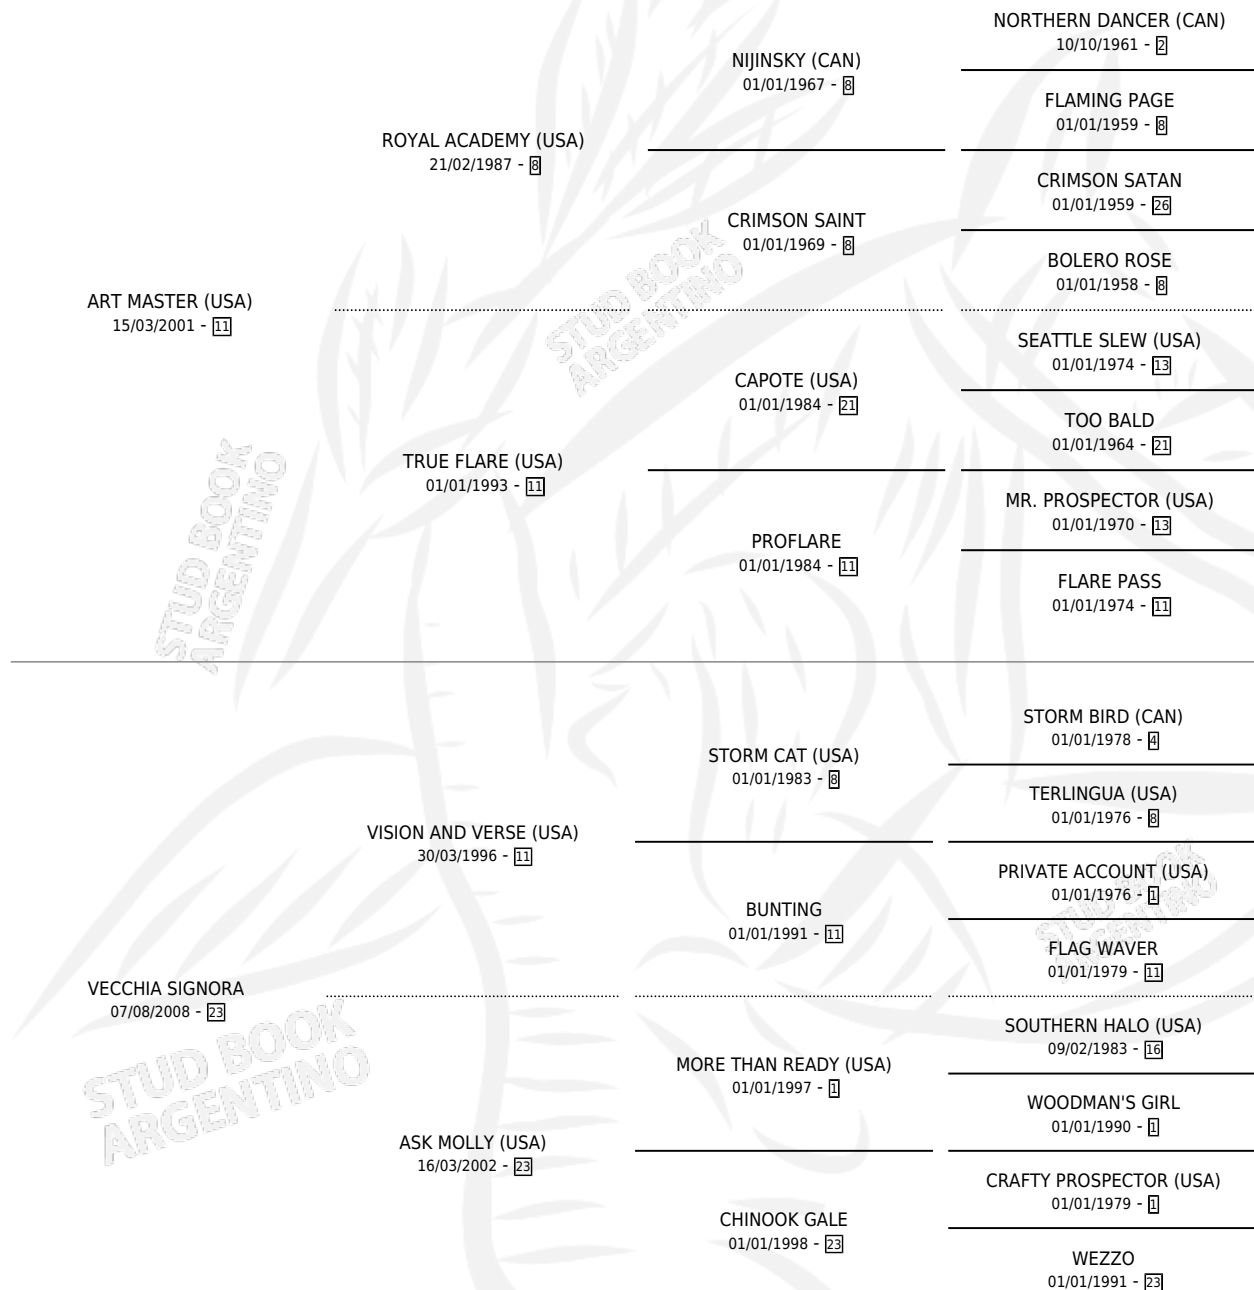 NORTHERN DANCER (CAN)
10/10/1961 - 2
NIJINSKY (CAN)
01/01/1967 - 8
FLAMING PAGE
01/01/1959 - 8
ROYAL ACADEMY (USA)
21/02/1987 - 8
CRIMSON SATAN
01/01/1959 - 26
CRIMSON SAINT
01/01/1969 - 8
BOLERO ROSE
01/01/1958 - 8
ART MASTER (USA)
15/03/2001 - 11
SEATTLE SLEW (USA)
01/01/1974 - 13
CAPOTE (USA)
01/01/1984 - 21
TOO BALD
01/01/1964 - 21
TRUE FLARE (USA)
01/01/1993 - 11
MR. PROSPECTOR (USA)
01/01/1970 - 13
PROFLARE
01/01/1984 - 11
FLARE PASS
01/01/1974 - 11
STORM BIRD (CAN)
01/01/1978 - 4
STORM CAT (USA)
01/01/1983 - 8
TERLINGUA (USA)
01/01/1976 - 8
VISION AND VERSE (USA)
30/03/1996 - 11
PRIVATE ACCOUNT (USA)
01/01/1976 - 1
BUNTING
01/01/1991 - 11
FLAG WAVER
01/01/1979 - 11
VECCHIA SIGNORA
07/08/2008 - 23
SOUTHERN HALO (USA)
09/02/1983 - 16
MORE THAN READY (USA)
01/01/1997 - 1
WOODMAN'S GIRL
01/01/1990 - 1
ASK MOLLY (USA)
16/03/2002 - 23
CRAFTY PROSPECTOR (USA)
01/01/1979 - 1
CHINOOK GALE
01/01/1998 - 23
WEZZO
01/01/1991 - 23
STUD BOOK
ARGENTINO
STUD BOOK
ARGENTINO
STUD BOOK
ARGENTINO
STUD BOOK
ARGENTINO